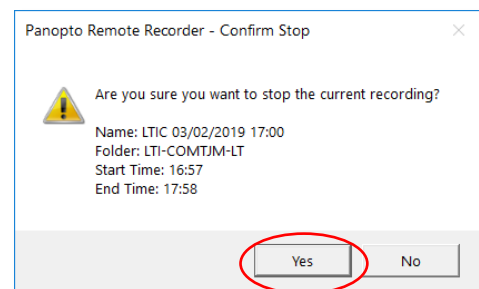 Panopto Remote Recorder - Confirm Stop
Are you sure you want to stop the current recording?
Name: LTIC 03/02/2019 17:00
Folder: LTI-COMTJM-LT
Start Time: 16:57
End Time: 17:58
Yes No